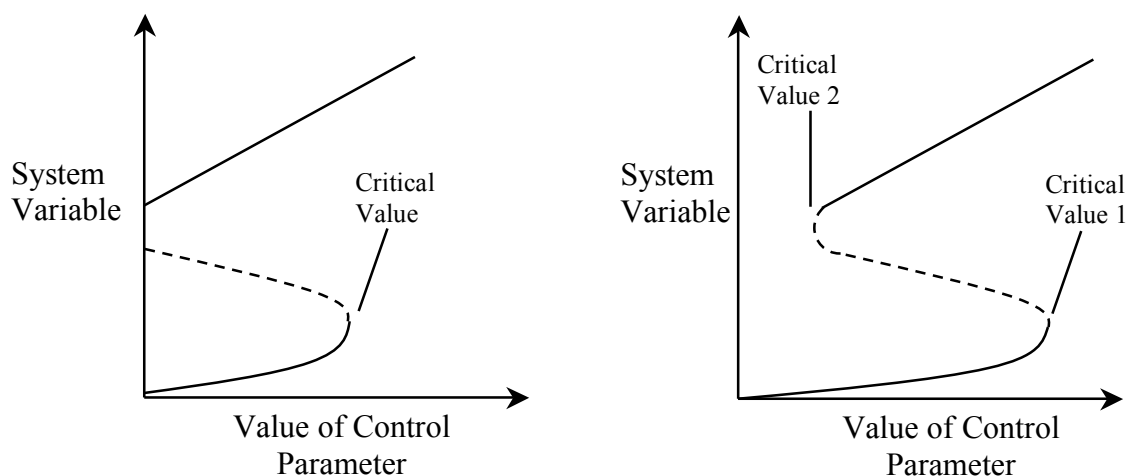 System
Variable
Critical
Value
Value of Control
Parameter
Critical
Value 2
System
Variable
Critical
Value 1
Value of Control
Parameter